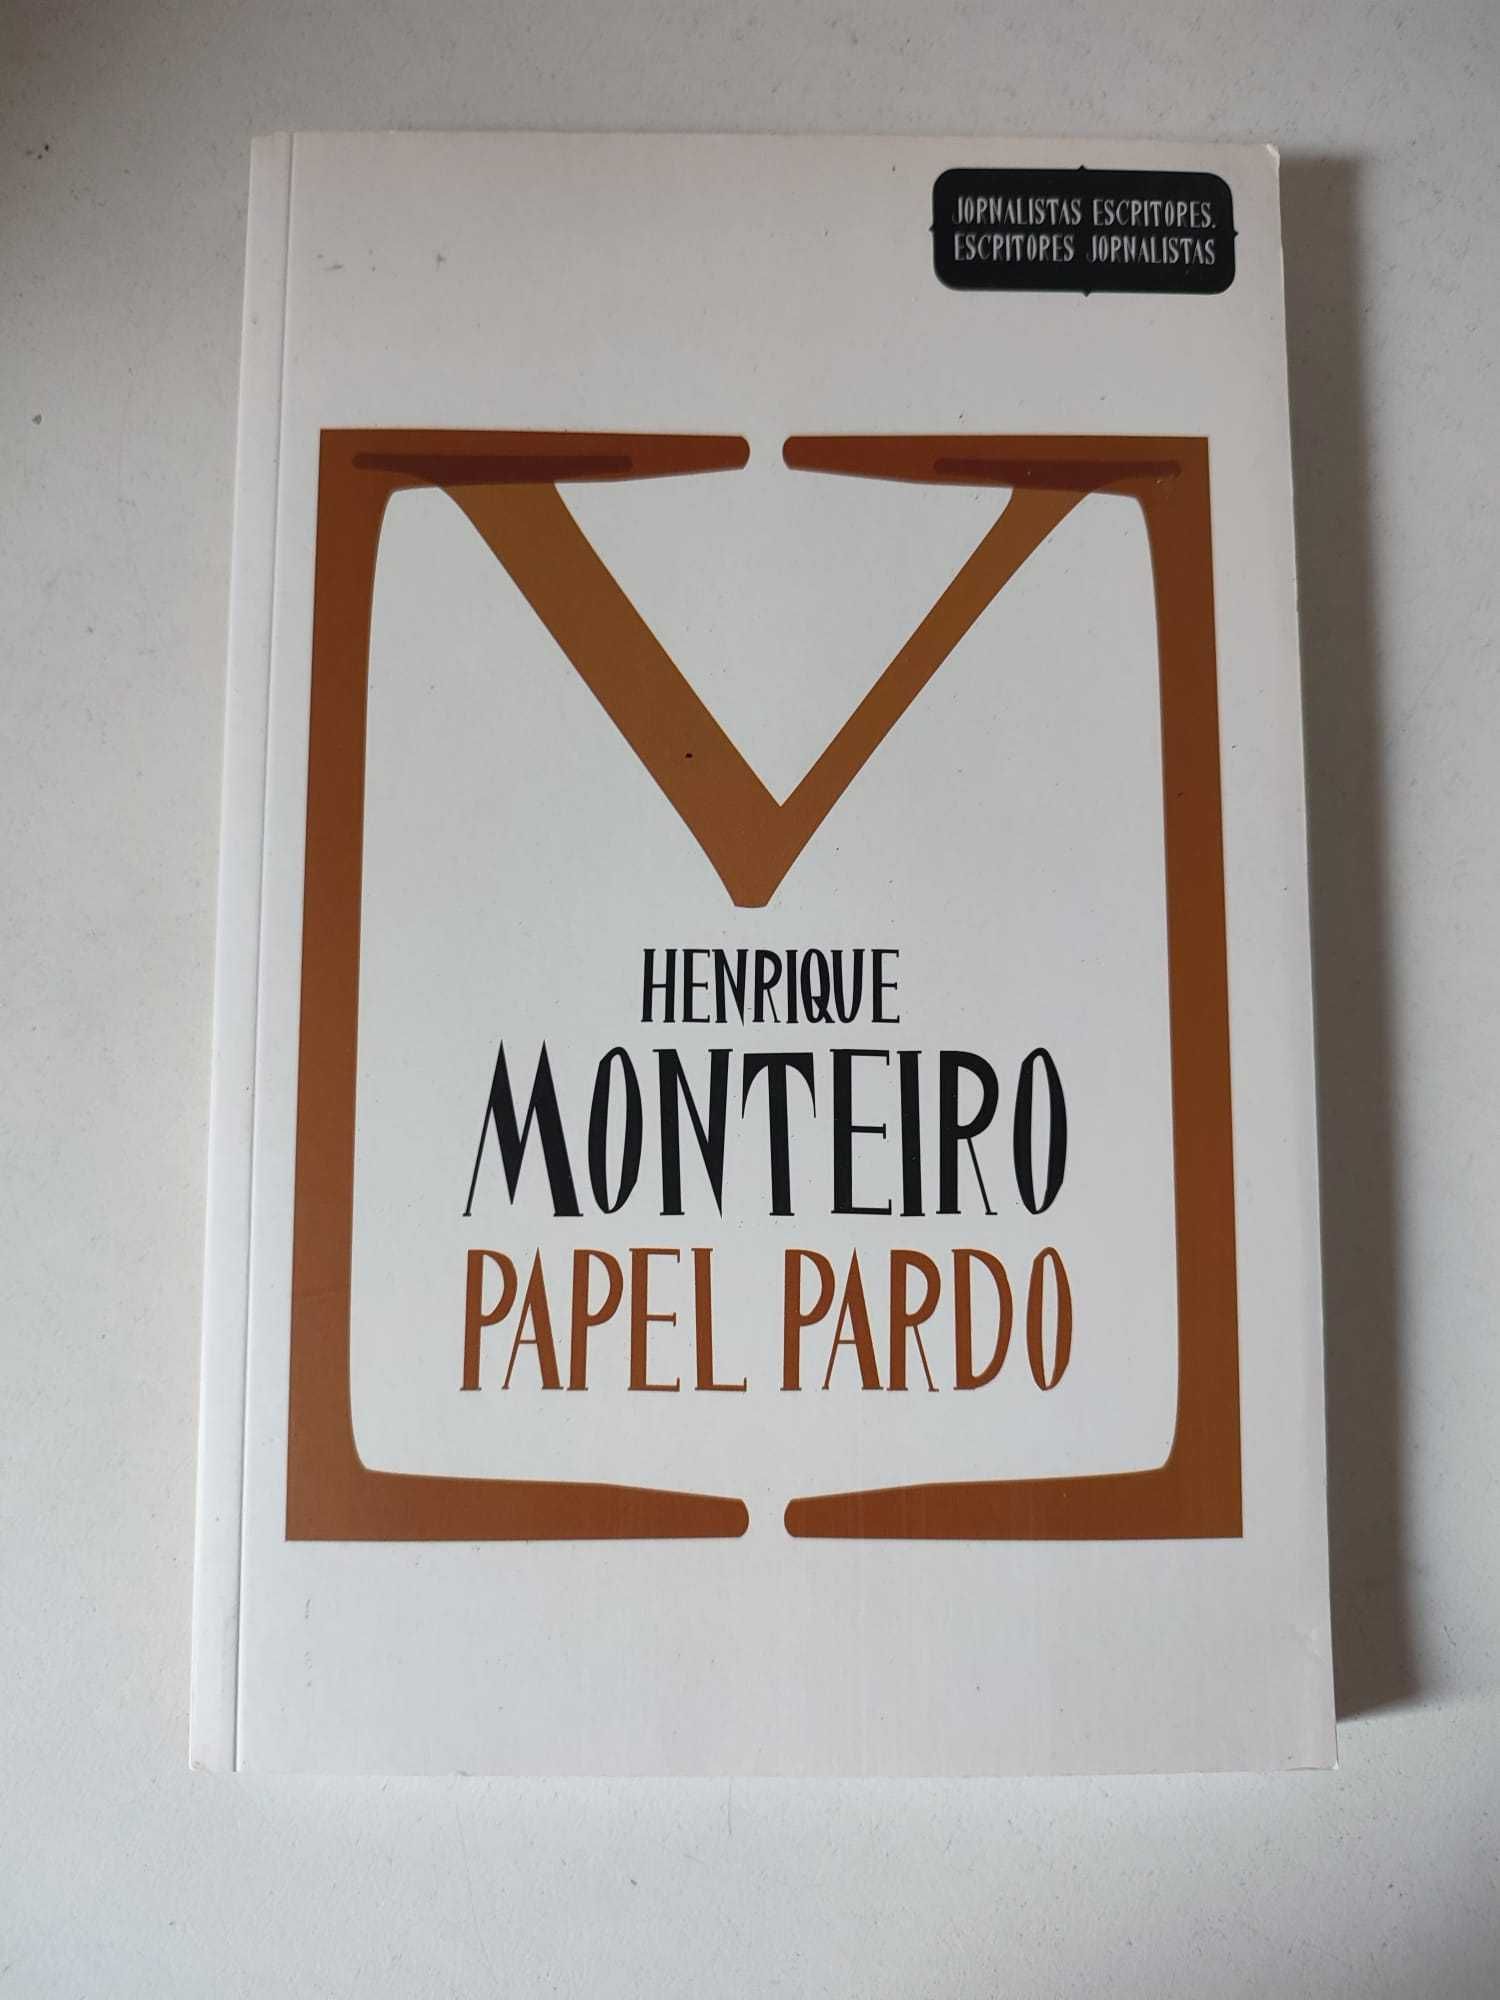 JORNALISTAS ESCRITORES.
ESCRITORES JORNALISTAS
HENRIQUE
MONTEIRO
PAPEL PARDO